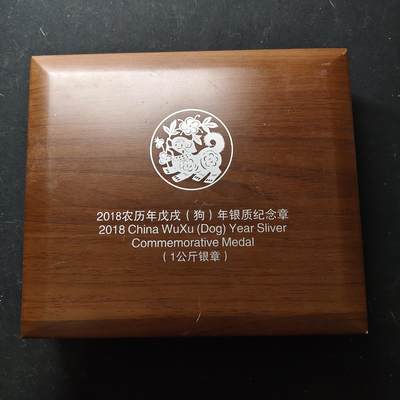 2018农历年戊戌（狗）年银质纪念章
2018 China WuXu (Dog) Year Sliver
Commemorative Medal
（1公斤银章）